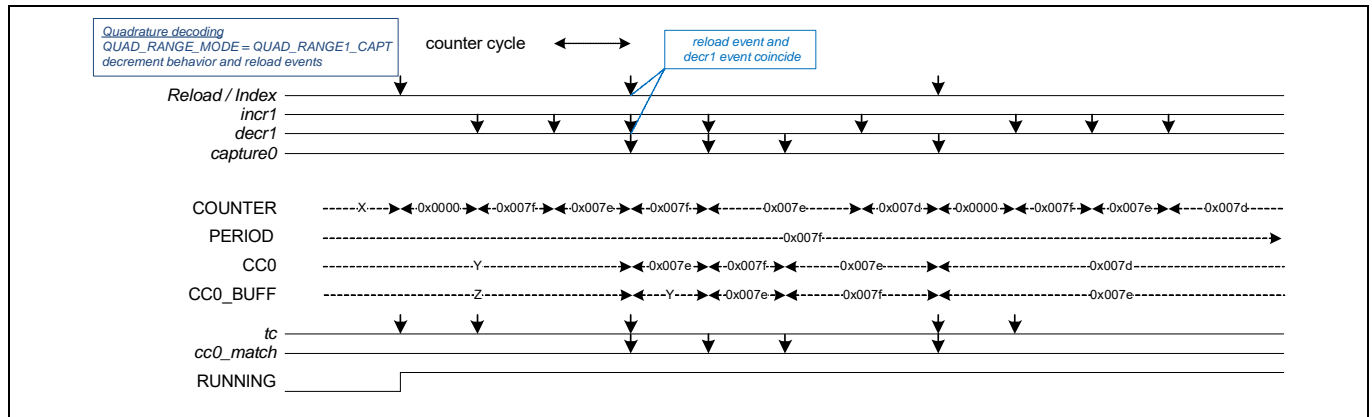 Quadrature decoding
QUAD_RANGE_MODE = QUAD_RANGE1_CAPT
decrement behavior and reload events
counter cycle
reload event and
decr1 event coincide
Reload / Index
incr1
decr1
capture0
COUNTER X 0x0000 0x007f 0x007e 0x007f 0x007e 0x007d 0x0000 0x007f 0x007e 0x007d
PERIOD 0x007f
CC0 Y 0x007e 0x007f 0x007e 0x007d
CC0_BUFF Z Y 0x007e 0x007f 0x007e
tc
cc0_match
RUNNING